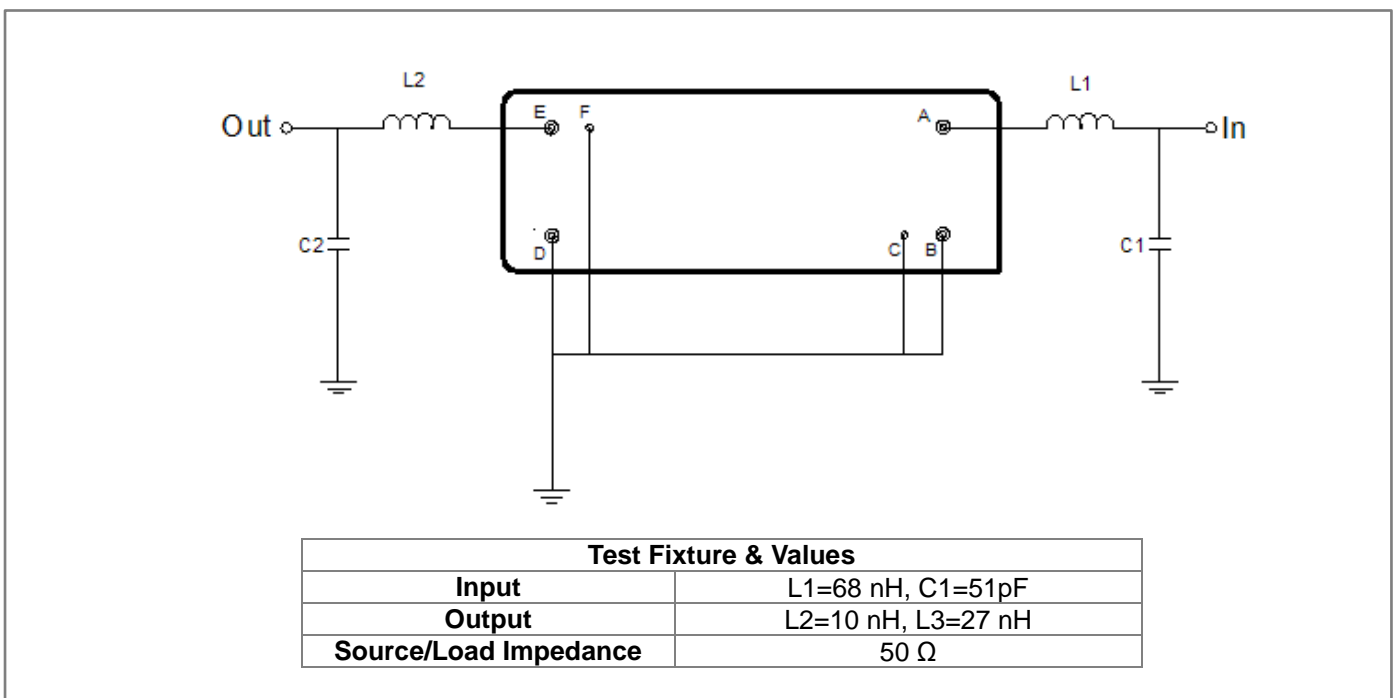 L2
L1
Out
E
F
A
In
C2
D
C
B
C1
Test Fixture & Values
Input L1=68 nH, C1=51pF
Output L2=10 nH, L3=27 nH
Source/Load Impedance 50 Ω